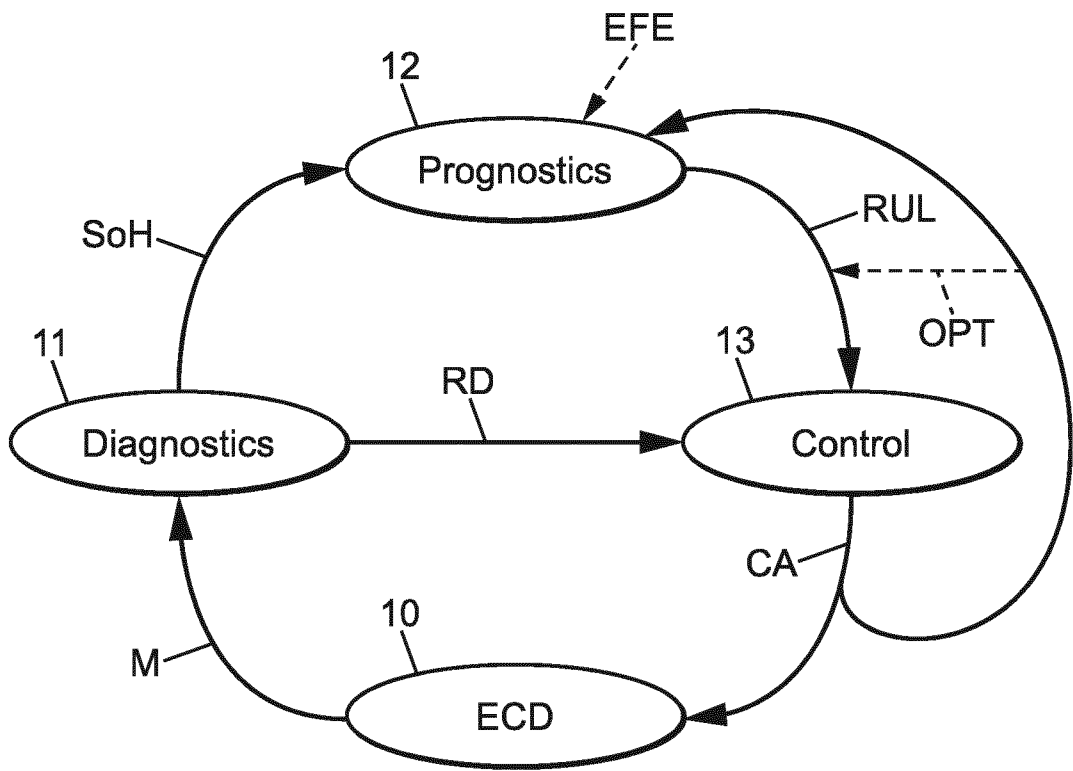 EFE
12
Prognostics
RUL
SoH
OPT
11
13
RD
Diagnostics
Control
CA
10
M
ECD